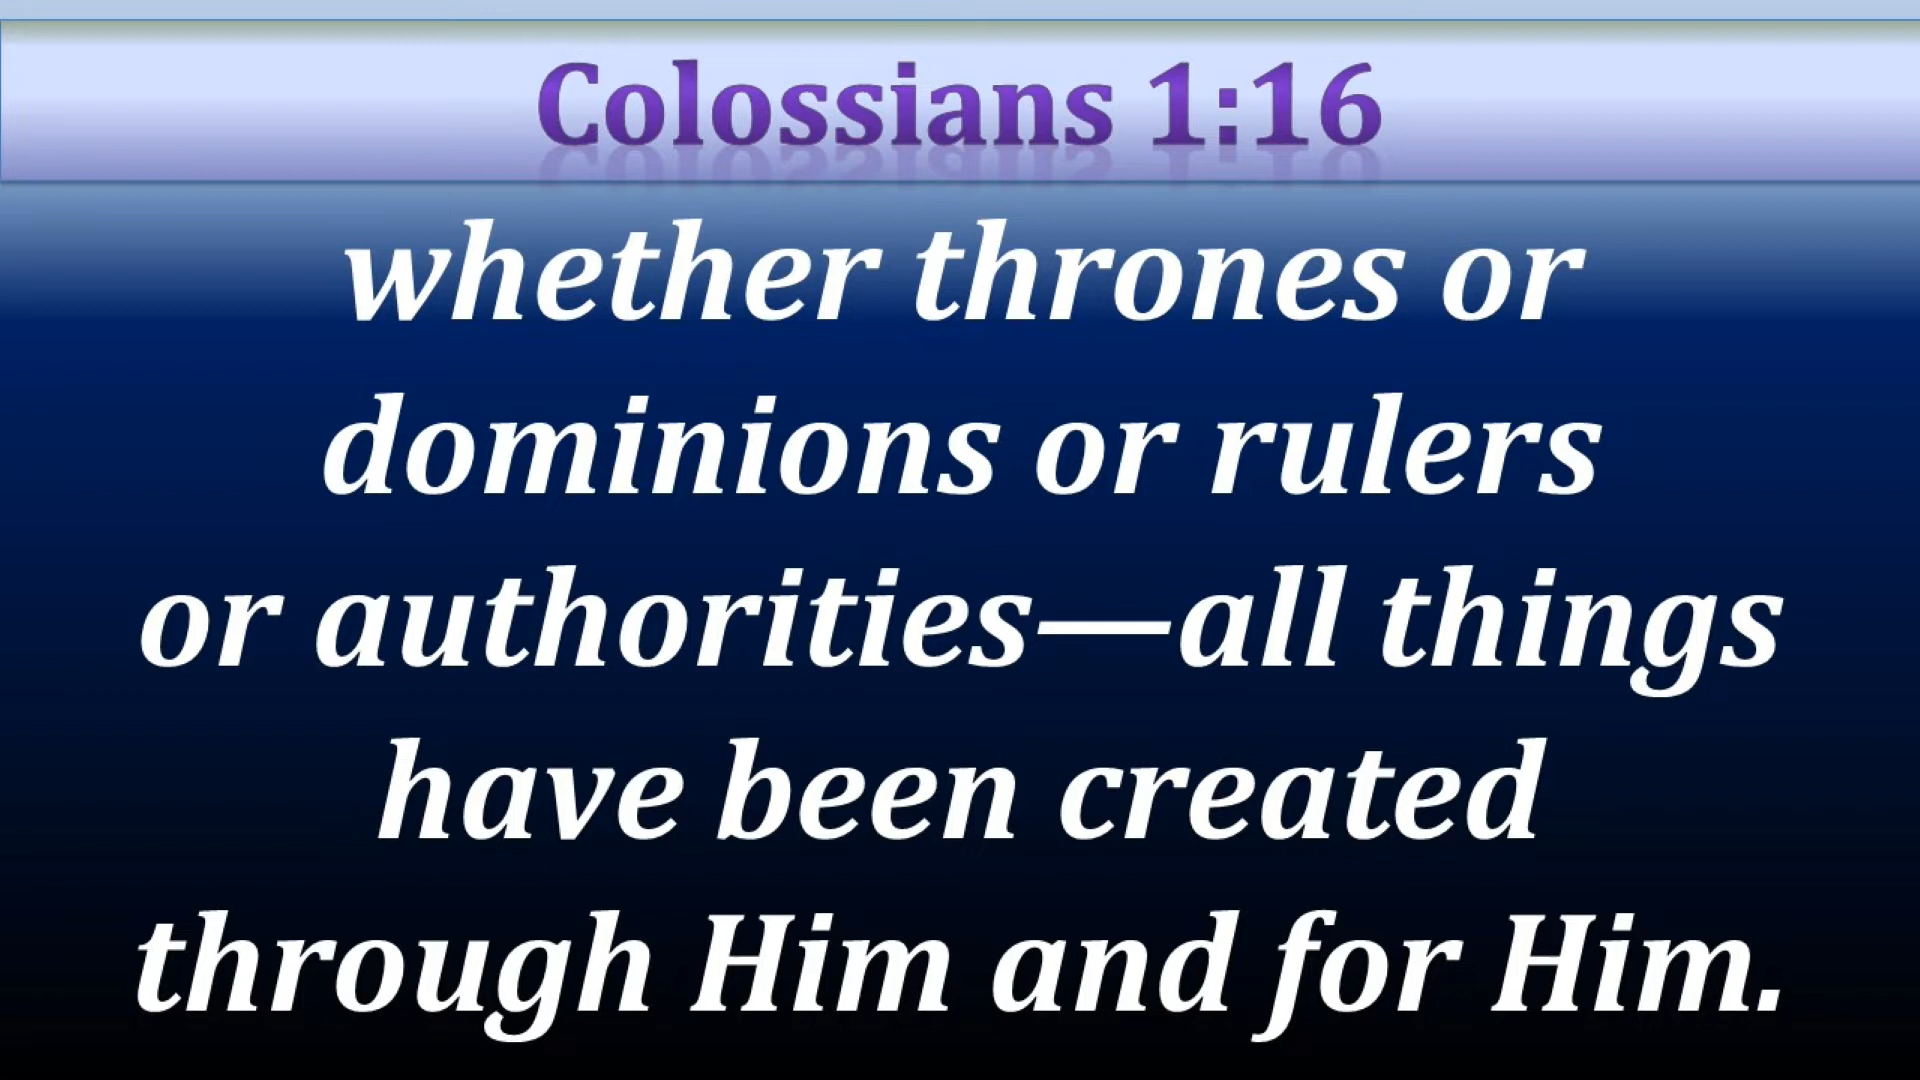 Colossians 1:16
whether thrones or
dominions or rulers
or authorities—all things
have been created
through Him and for Him.